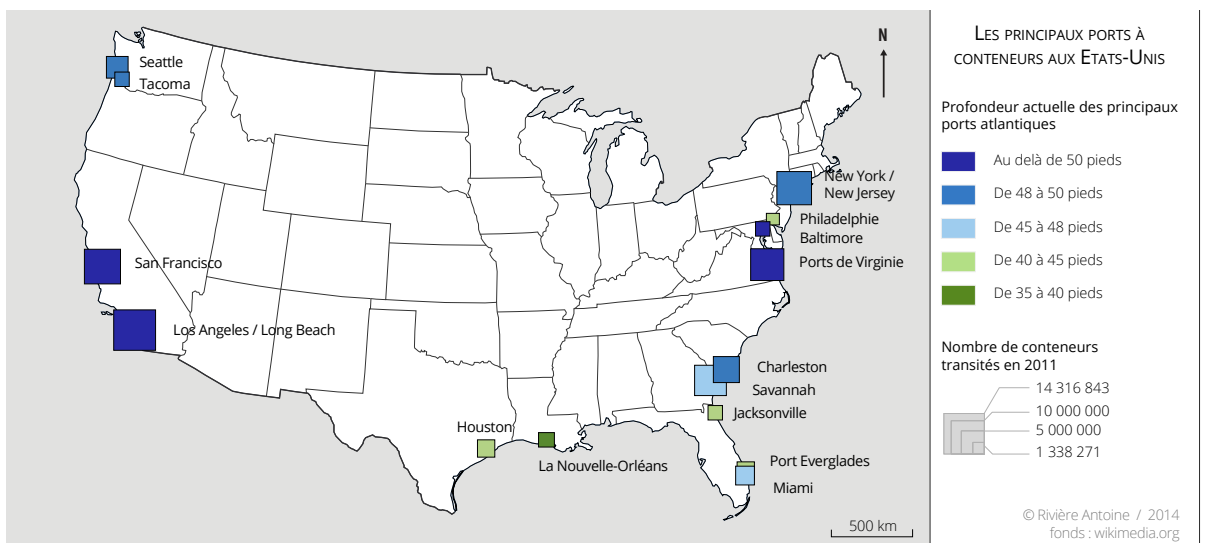 Seattle
Tacoma
San Francisco
Los Angeles / Long Beach
Houston
La Nouvelle-Orléans
New York /
New Jersey
Philadelphie
Baltimore
Ports de Virginie
Charleston
Savannah
Jacksonville
Port Everglades
Miami
N
500 km
Les principaux ports à
conteneurs aux Etats-Unis
Profondeur actuelle des principaux
ports atlantiques
Au delà de 50 pieds
De 48 à 50 pieds
De 45 à 48 pieds
De 40 à 45 pieds
De 35 à 40 pieds
Nombre de conteneurs
transités en 2011
14 316 843
10 000 000
5 000 000
1 338 271
© Rivière Antoine / 2014
fonds : wikimedia.org